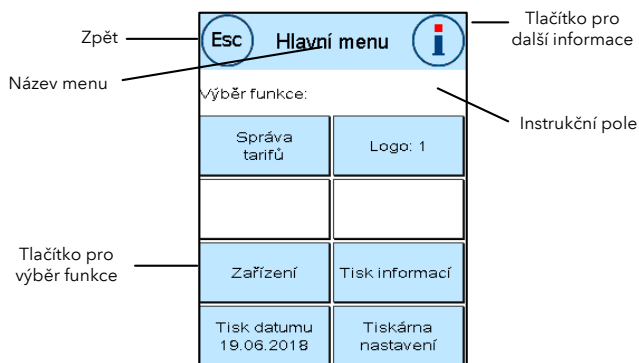 Zpět
Esc
Hlavní menu
i
Tlačítko pro
další informace
Název menu
Výběr funkce:
Instrukční pole
Správa
tarifů
Logo: 1
Tlačítko pro
výběr funkce
Zařízení
Tisk informací
Tisk datumu
19.06.2018
Tiskárna
nastavení